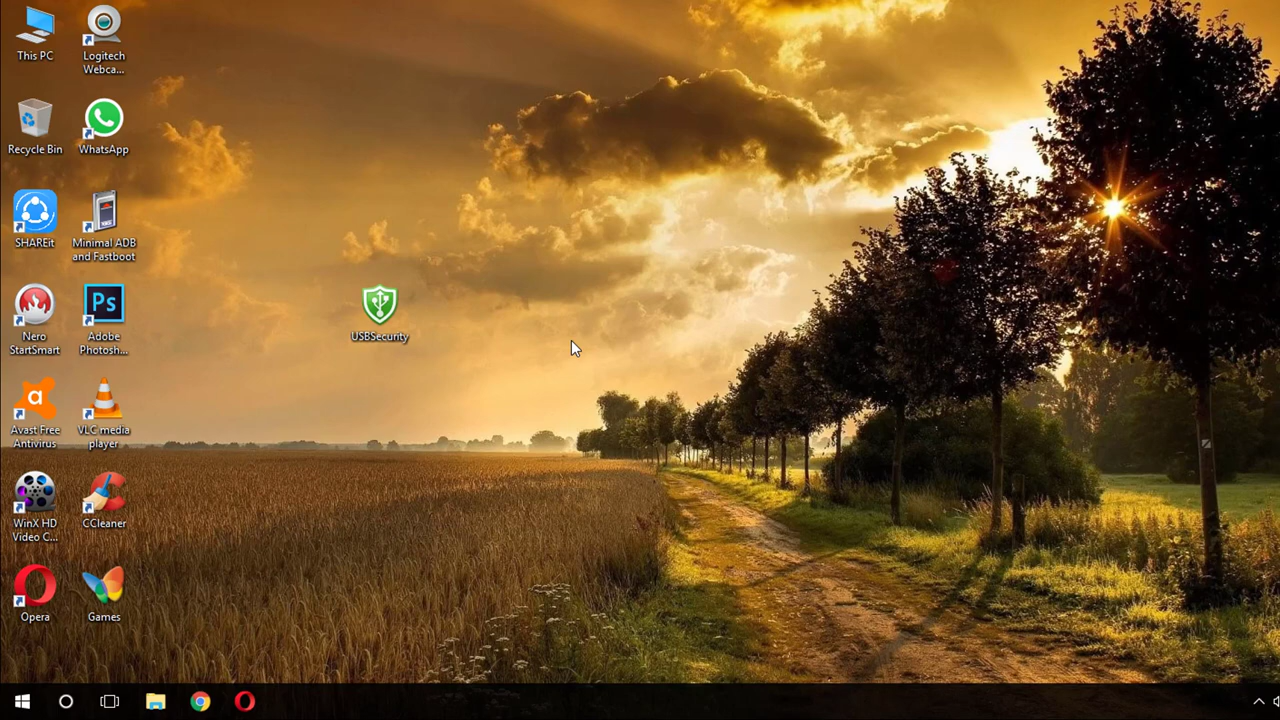 This PC
Logitech
Webca...
Recycle Bin
WhatsApp
SHAREit
Minimal ADB
and Fastboot
Nero
StartSmart
Ps
Adobe
Photosh...
USBSecurity
a
Avast Free
Antivirus
VLC media
player
WinX HD
Video C...
CCleaner
Opera
Games